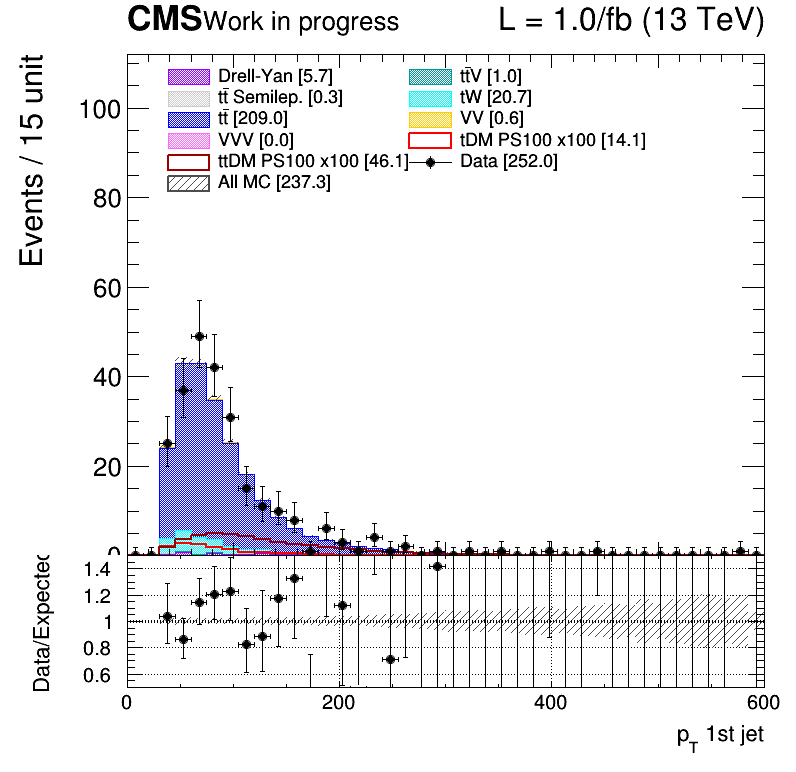 CMS Work in progress L = 1.0/fb (13 TeV)
Events / 15 unit
100
80
60
40
20
0
Drell-Yan [5.7]
tt̄ Semilep. [0.3]
tt̄ [209.0]
VVV [0.0]
ttDM PS100 x100 [46.1]
All MC [237.3]
tt̄V [1.0]
tW [20.7]
VV [0.6]
tDM PS100 x100 [14.1]
Data [252.0]
Data/Expected
1.4
1.2
1
0.8
0.6
0 200 400 600
p_T 1st jet